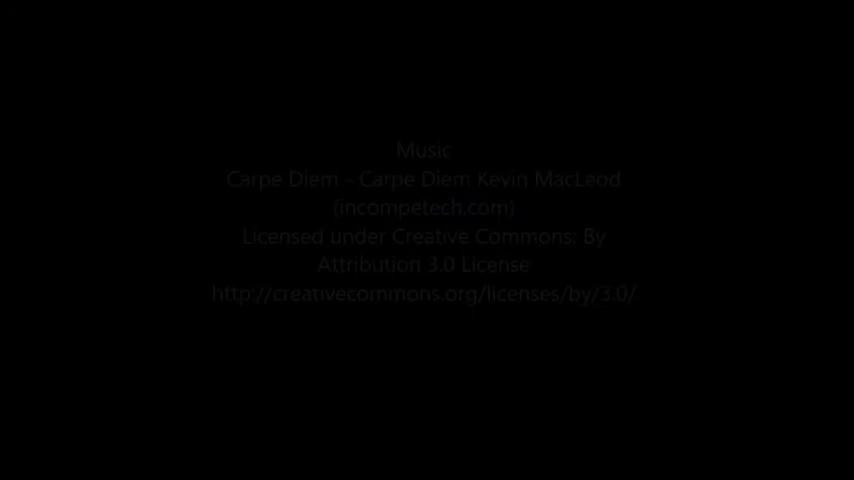 Music
Carpe Diem - Carpe Diem Kevin MacLeod
(incompetech.com)
Licensed under Creative Commons: By
Attribution 3.0 License
http://creativecommons.org/licenses/by/3.0/